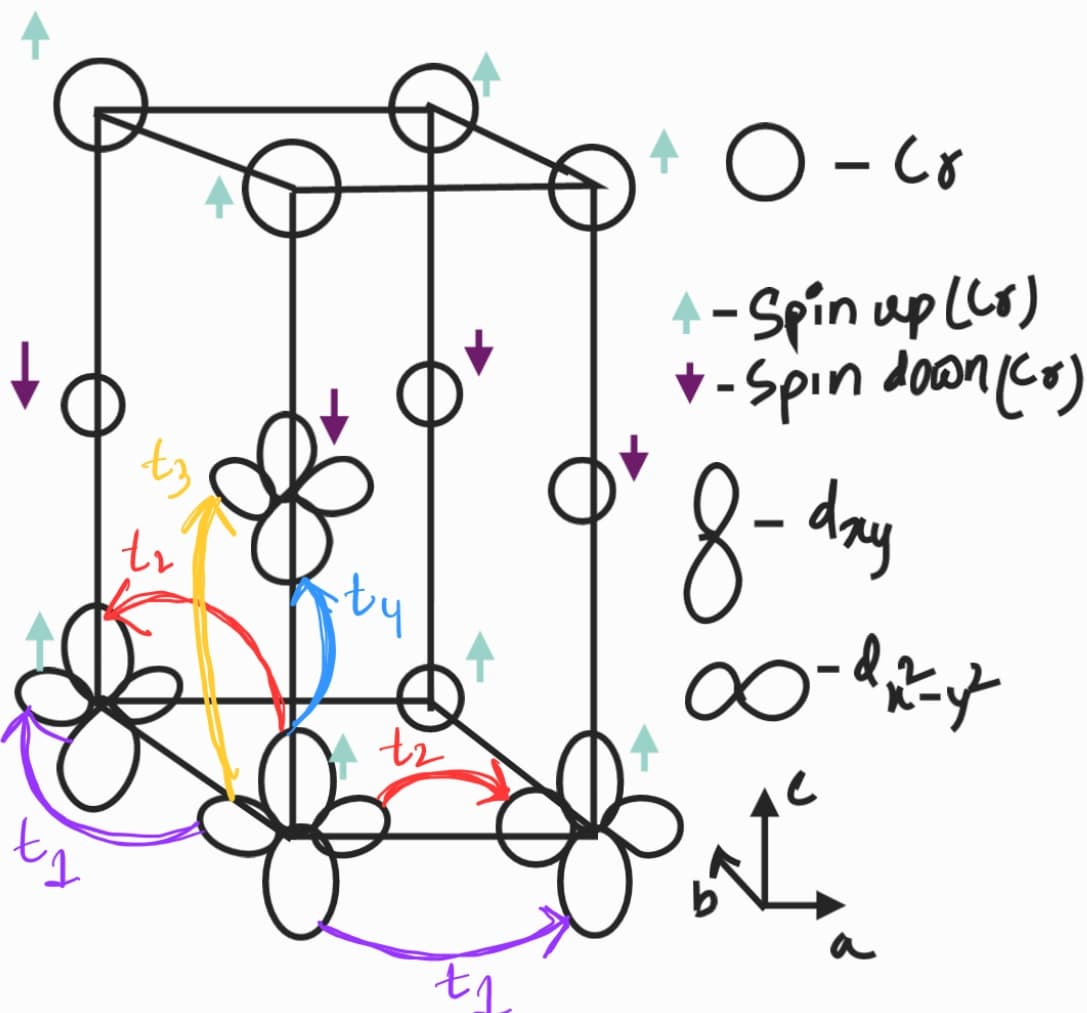 - Cr
- Spin up (Cr)
- Spin down (Cr)
t3
t2
t4
- dxy
- dx²-y²
t2
t1
c
b
a
t1